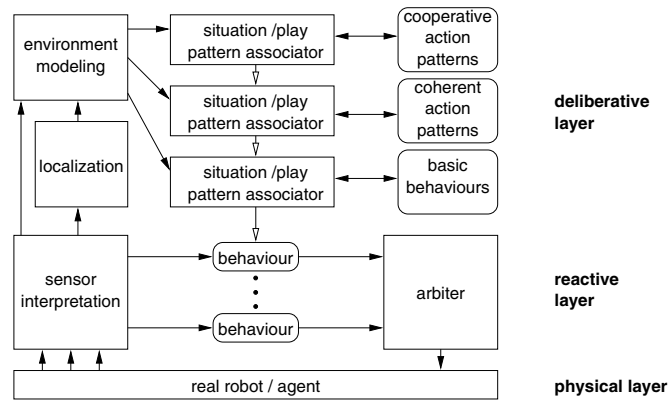 environment
modeling
situation /play
pattern associator
cooperative
action
patterns
situation /play
pattern associator
coherent
action
patterns
deliberative
layer
localization
situation /play
pattern associator
basic
behaviours
sensor
interpretation
behaviour
behaviour
arbiter
reactive
layer
real robot / agent
physical layer